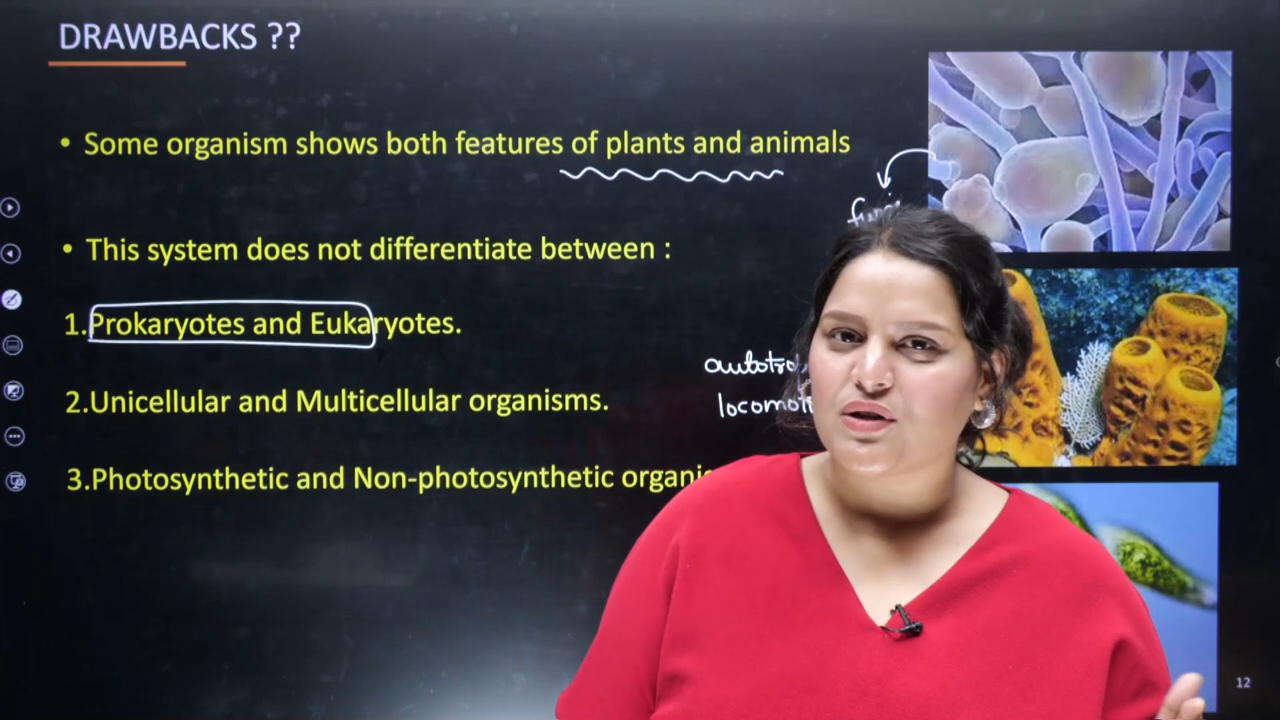 DRAWBACKS ??
• Some organism shows both features of plants and animals
• This system does not differentiate between :
1.Prokaryotes and Eukaryotes.
2.Unicellular and Multicellular organisms.
3.Photosynthetic and Non-photosynthetic
12